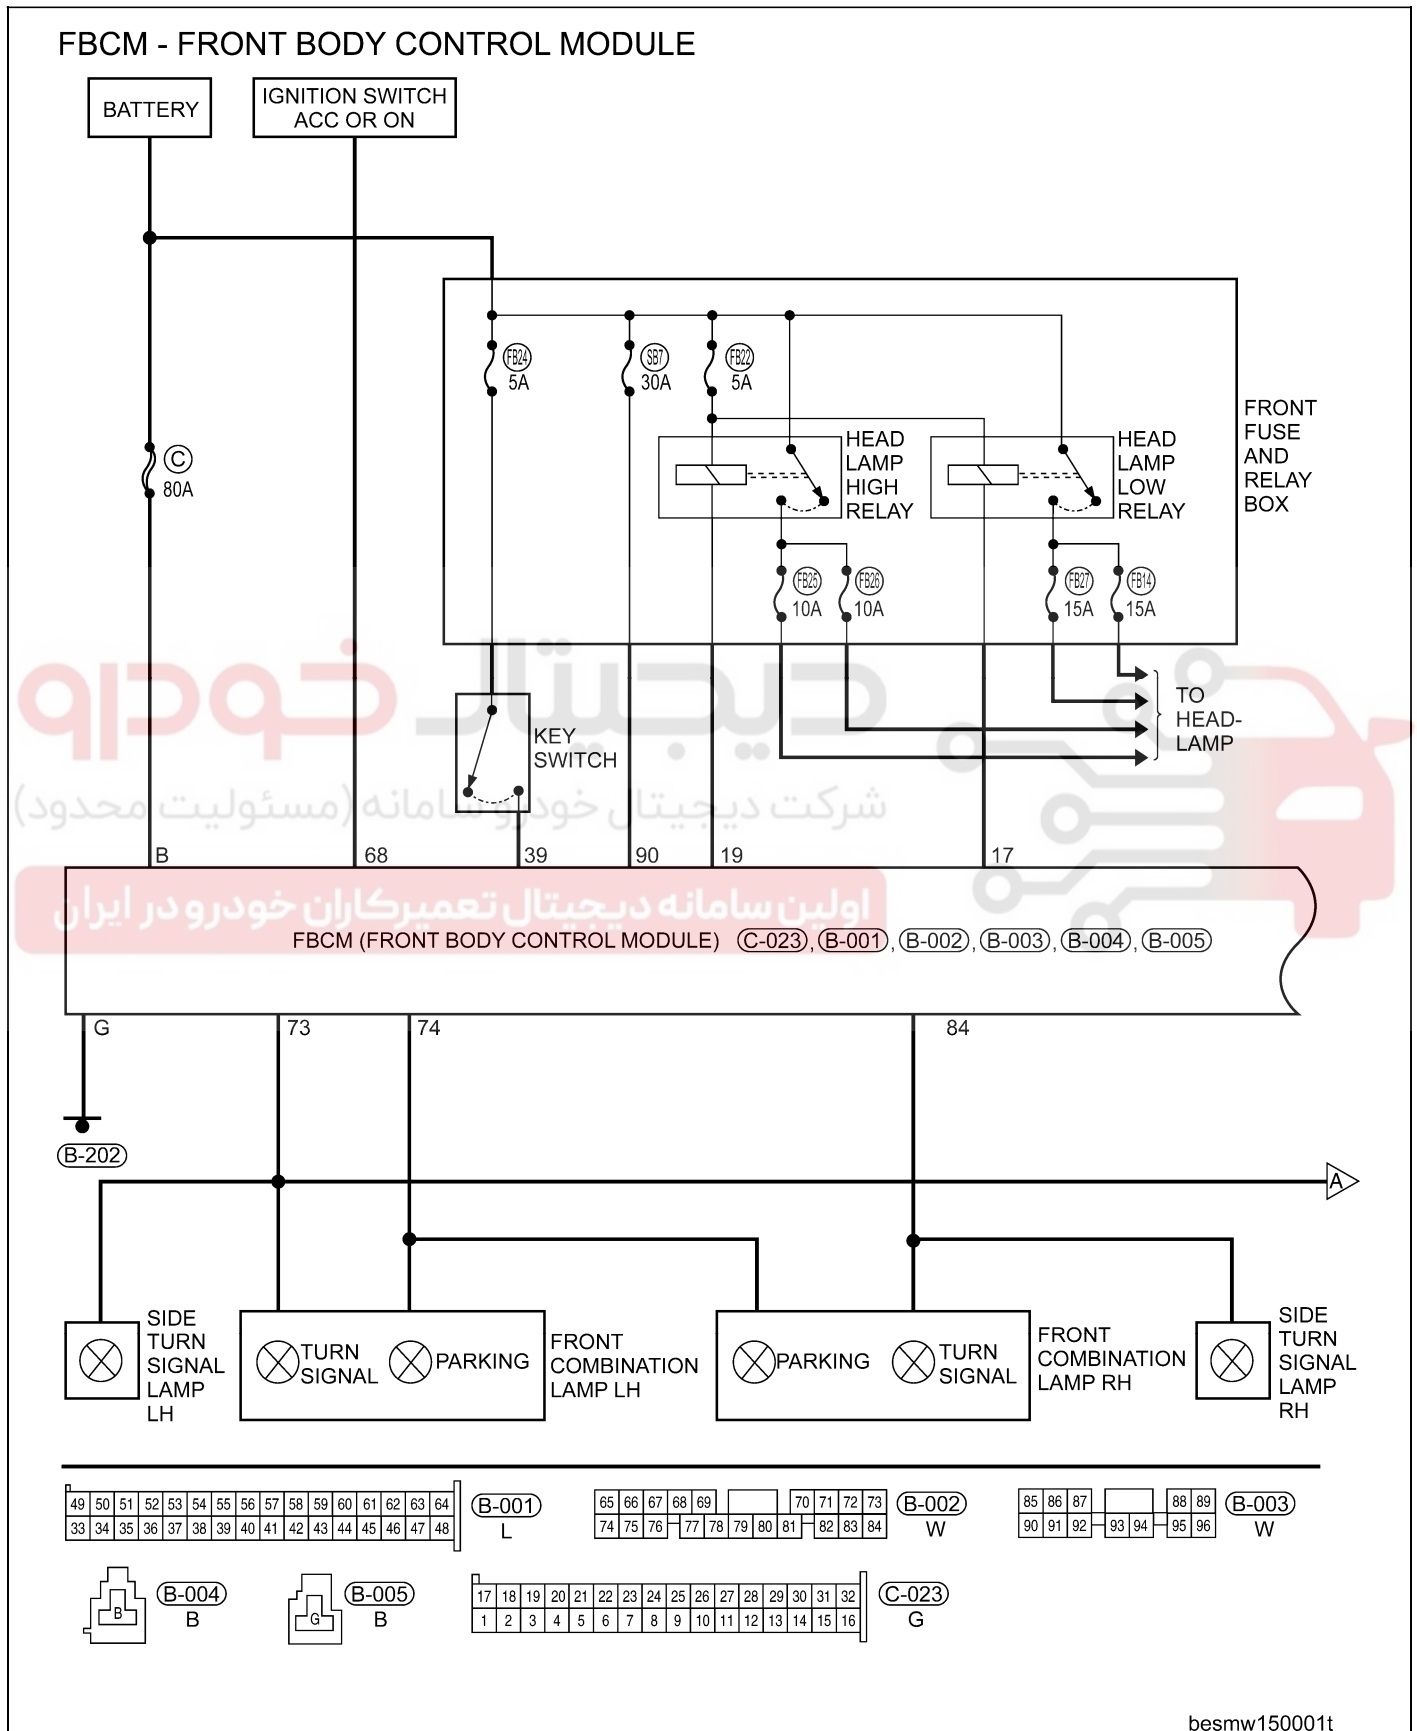 FBCM - FRONT BODY CONTROL MODULE
BATTERY
IGNITION SWITCH
ACC OR ON
FB24
5A
SB7
30A
FB22
5A
C
80A
HEAD
LAMP
HIGH
RELAY
HEAD
LAMP
LOW
RELAY
FRONT
FUSE
AND
RELAY
BOX
FB25
10A
FB26
10A
FB27
15A
FB14
15A
دیجیتال خودرو
KEY
SWITCH
TO
HEAD-
LAMP
شرکت دیجیتال خودرو سامانه (مسئولیت محدود)
B 68 39 90 19 17
اولین سامانه دیجیتال تعمیرکاران خودرو در ایران
FBCM (FRONT BODY CONTROL MODULE) C-023, B-001, B-002, B-003, B-004, B-005
G 73 74 84
B-202
A
SIDE
TURN
SIGNAL
LAMP
LH
TURN
SIGNAL
PARKING
FRONT
COMBINATION
LAMP LH
PARKING
TURN
SIGNAL
FRONT
COMBINATION
LAMP RH
SIDE
TURN
SIGNAL
LAMP
RH
49 50 51 52 53 54 55 56 57 58 59 60 61 62 63 64
33 34 35 36 37 38 39 40 41 42 43 44 45 46 47 48
B-001
L
65 66 67 68 69 70 71 72 73
74 75 76 77 78 79 80 81 82 83 84
B-002
W
85 86 87 88 89
90 91 92 93 94 95 96
B-003
W
B
B-004
B
G
B-005
B
17 18 19 20 21 22 23 24 25 26 27 28 29 30 31 32
1 2 3 4 5 6 7 8 9 10 11 12 13 14 15 16
C-023
G
besmw150001t